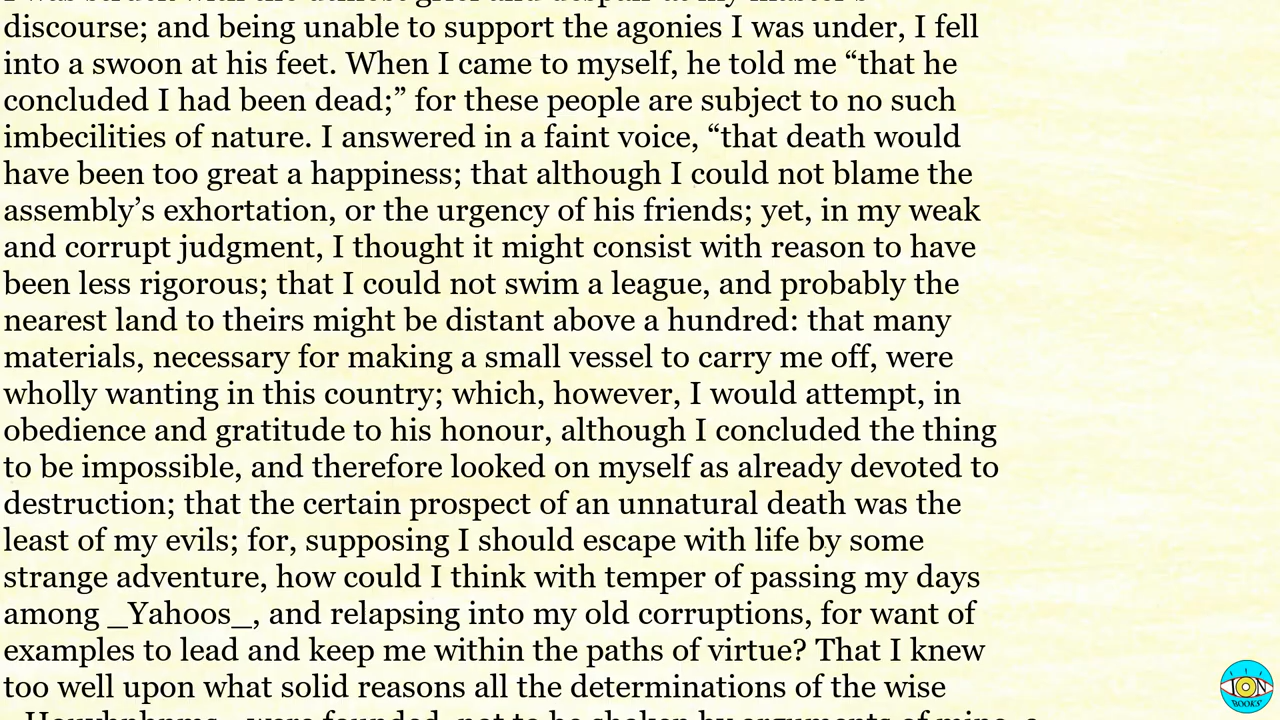 discourse; and being unable to support the agonies I was under, I fell
into a swoon at his feet. When I came to myself, he told me “that he
concluded I had been dead;” for these people are subject to no such
imbecilities of nature. I answered in a faint voice, “that death would
have been too great a happiness; that although I could not blame the
assembly’s exhortation, or the urgency of his friends; yet, in my weak
and corrupt judgment, I thought it might consist with reason to have
been less rigorous; that I could not swim a league, and probably the
nearest land to theirs might be distant above a hundred: that many
materials, necessary for making a small vessel to carry me off, were
wholly wanting in this country; which, however, I would attempt, in
obedience and gratitude to his honour, although I concluded the thing
to be impossible, and therefore looked on myself as already devoted to
destruction; that the certain prospect of an unnatural death was the
least of my evils; for, supposing I should escape with life by some
strange adventure, how could I think with temper of passing my days
among _Yahoos_, and relapsing into my old corruptions, for want of
examples to lead and keep me within the paths of virtue? That I knew
too well upon what solid reasons all the determinations of the wise
ION
BOOKS